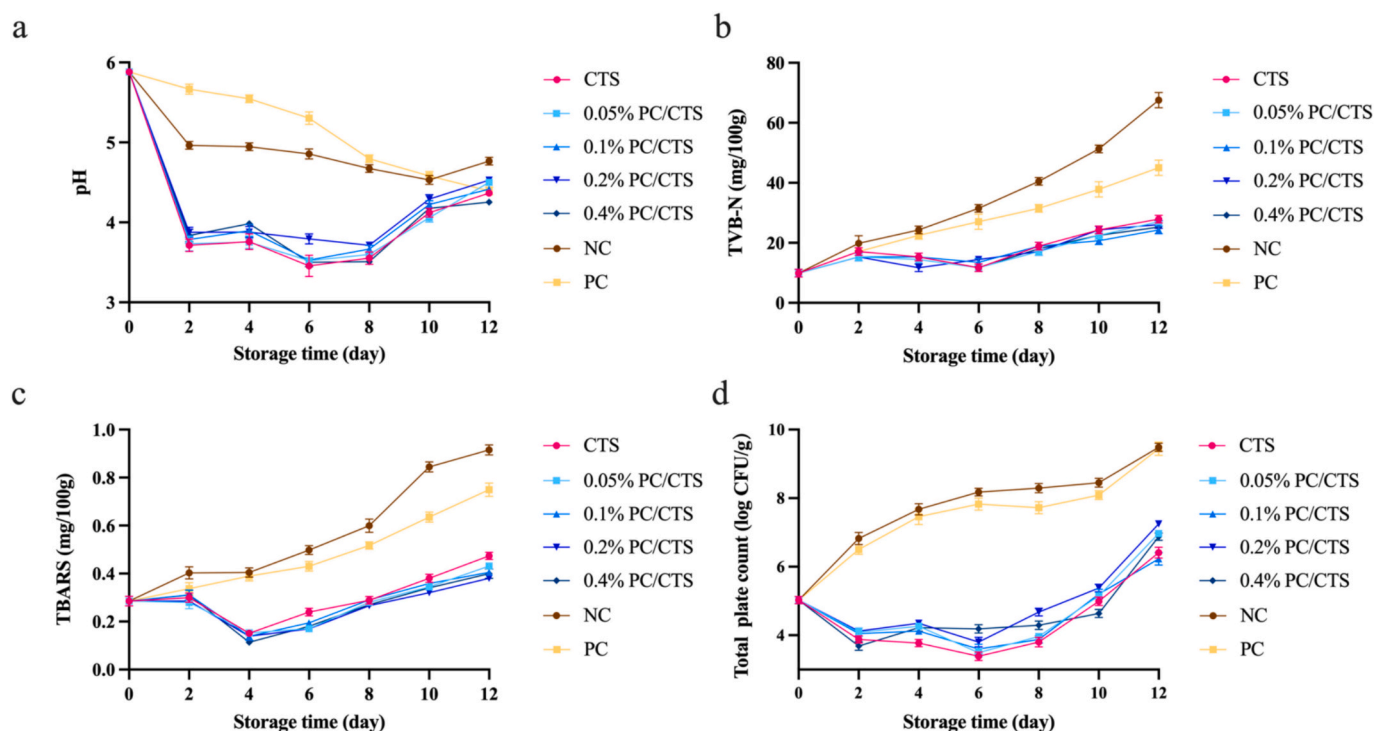 a
pH
6
5
4
3
0 2 4 6 8 10 12
Storage time (day)
CTS
0.05% PC/CTS
0.1% PC/CTS
0.2% PC/CTS
0.4% PC/CTS
NC
PC
b
TVB-N (mg/100g)
80
60
40
20
0
0 2 4 6 8 10 12
Storage time (day)
CTS
0.05% PC/CTS
0.1% PC/CTS
0.2% PC/CTS
0.4% PC/CTS
NC
PC
c
TBARS (mg/100g)
1.0
0.8
0.6
0.4
0.2
0.0
0 2 4 6 8 10 12
Storage time (day)
CTS
0.05% PC/CTS
0.1% PC/CTS
0.2% PC/CTS
0.4% PC/CTS
NC
PC
d
Total plate count (log CFU/g)
10
8
6
4
0 2 4 6 8 10 12
Storage time (day)
CTS
0.05% PC/CTS
0.1% PC/CTS
0.2% PC/CTS
0.4% PC/CTS
NC
PC